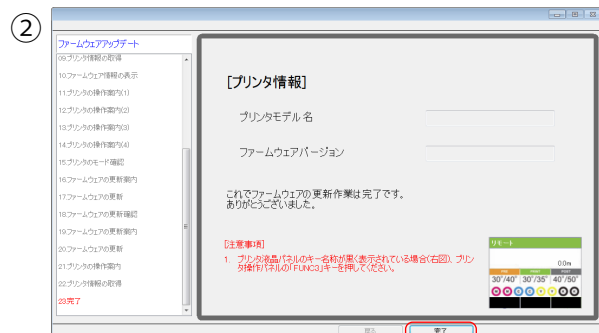 ②
ファームウェアアップデート
09.プリンタ情報の取得
10.ファームウェア情報の表示
11.プリンタの操作案内(1)
12.プリンタの操作案内(2)
13.プリンタの操作案内(3)
14.プリンタの操作案内(4)
15.プリンタのモード確認
16.ファームウェアの更新案内
17.ファームウェアの更新
18.ファームウェアの更新確認
19.ファームウェアの更新案内
20.ファームウェアの更新
21.プリンタの操作案内
22.プリンタ情報の取得
23.完了
[プリンタ情報]
プリンタモデル名
ファームウェアバージョン
これでファームウェアの更新作業は完了です。
ありがとうございました。
[注意事項]
1. プリンタ液晶パネルのキー名称が黒く表示されている場合(右図)、プリン
タ操作パネルの「FUNC3」キーを押してください。
リモート
0.0m
PRE PRINT POST
30°/40° 30°/35° 40°/50°
戻る 完了